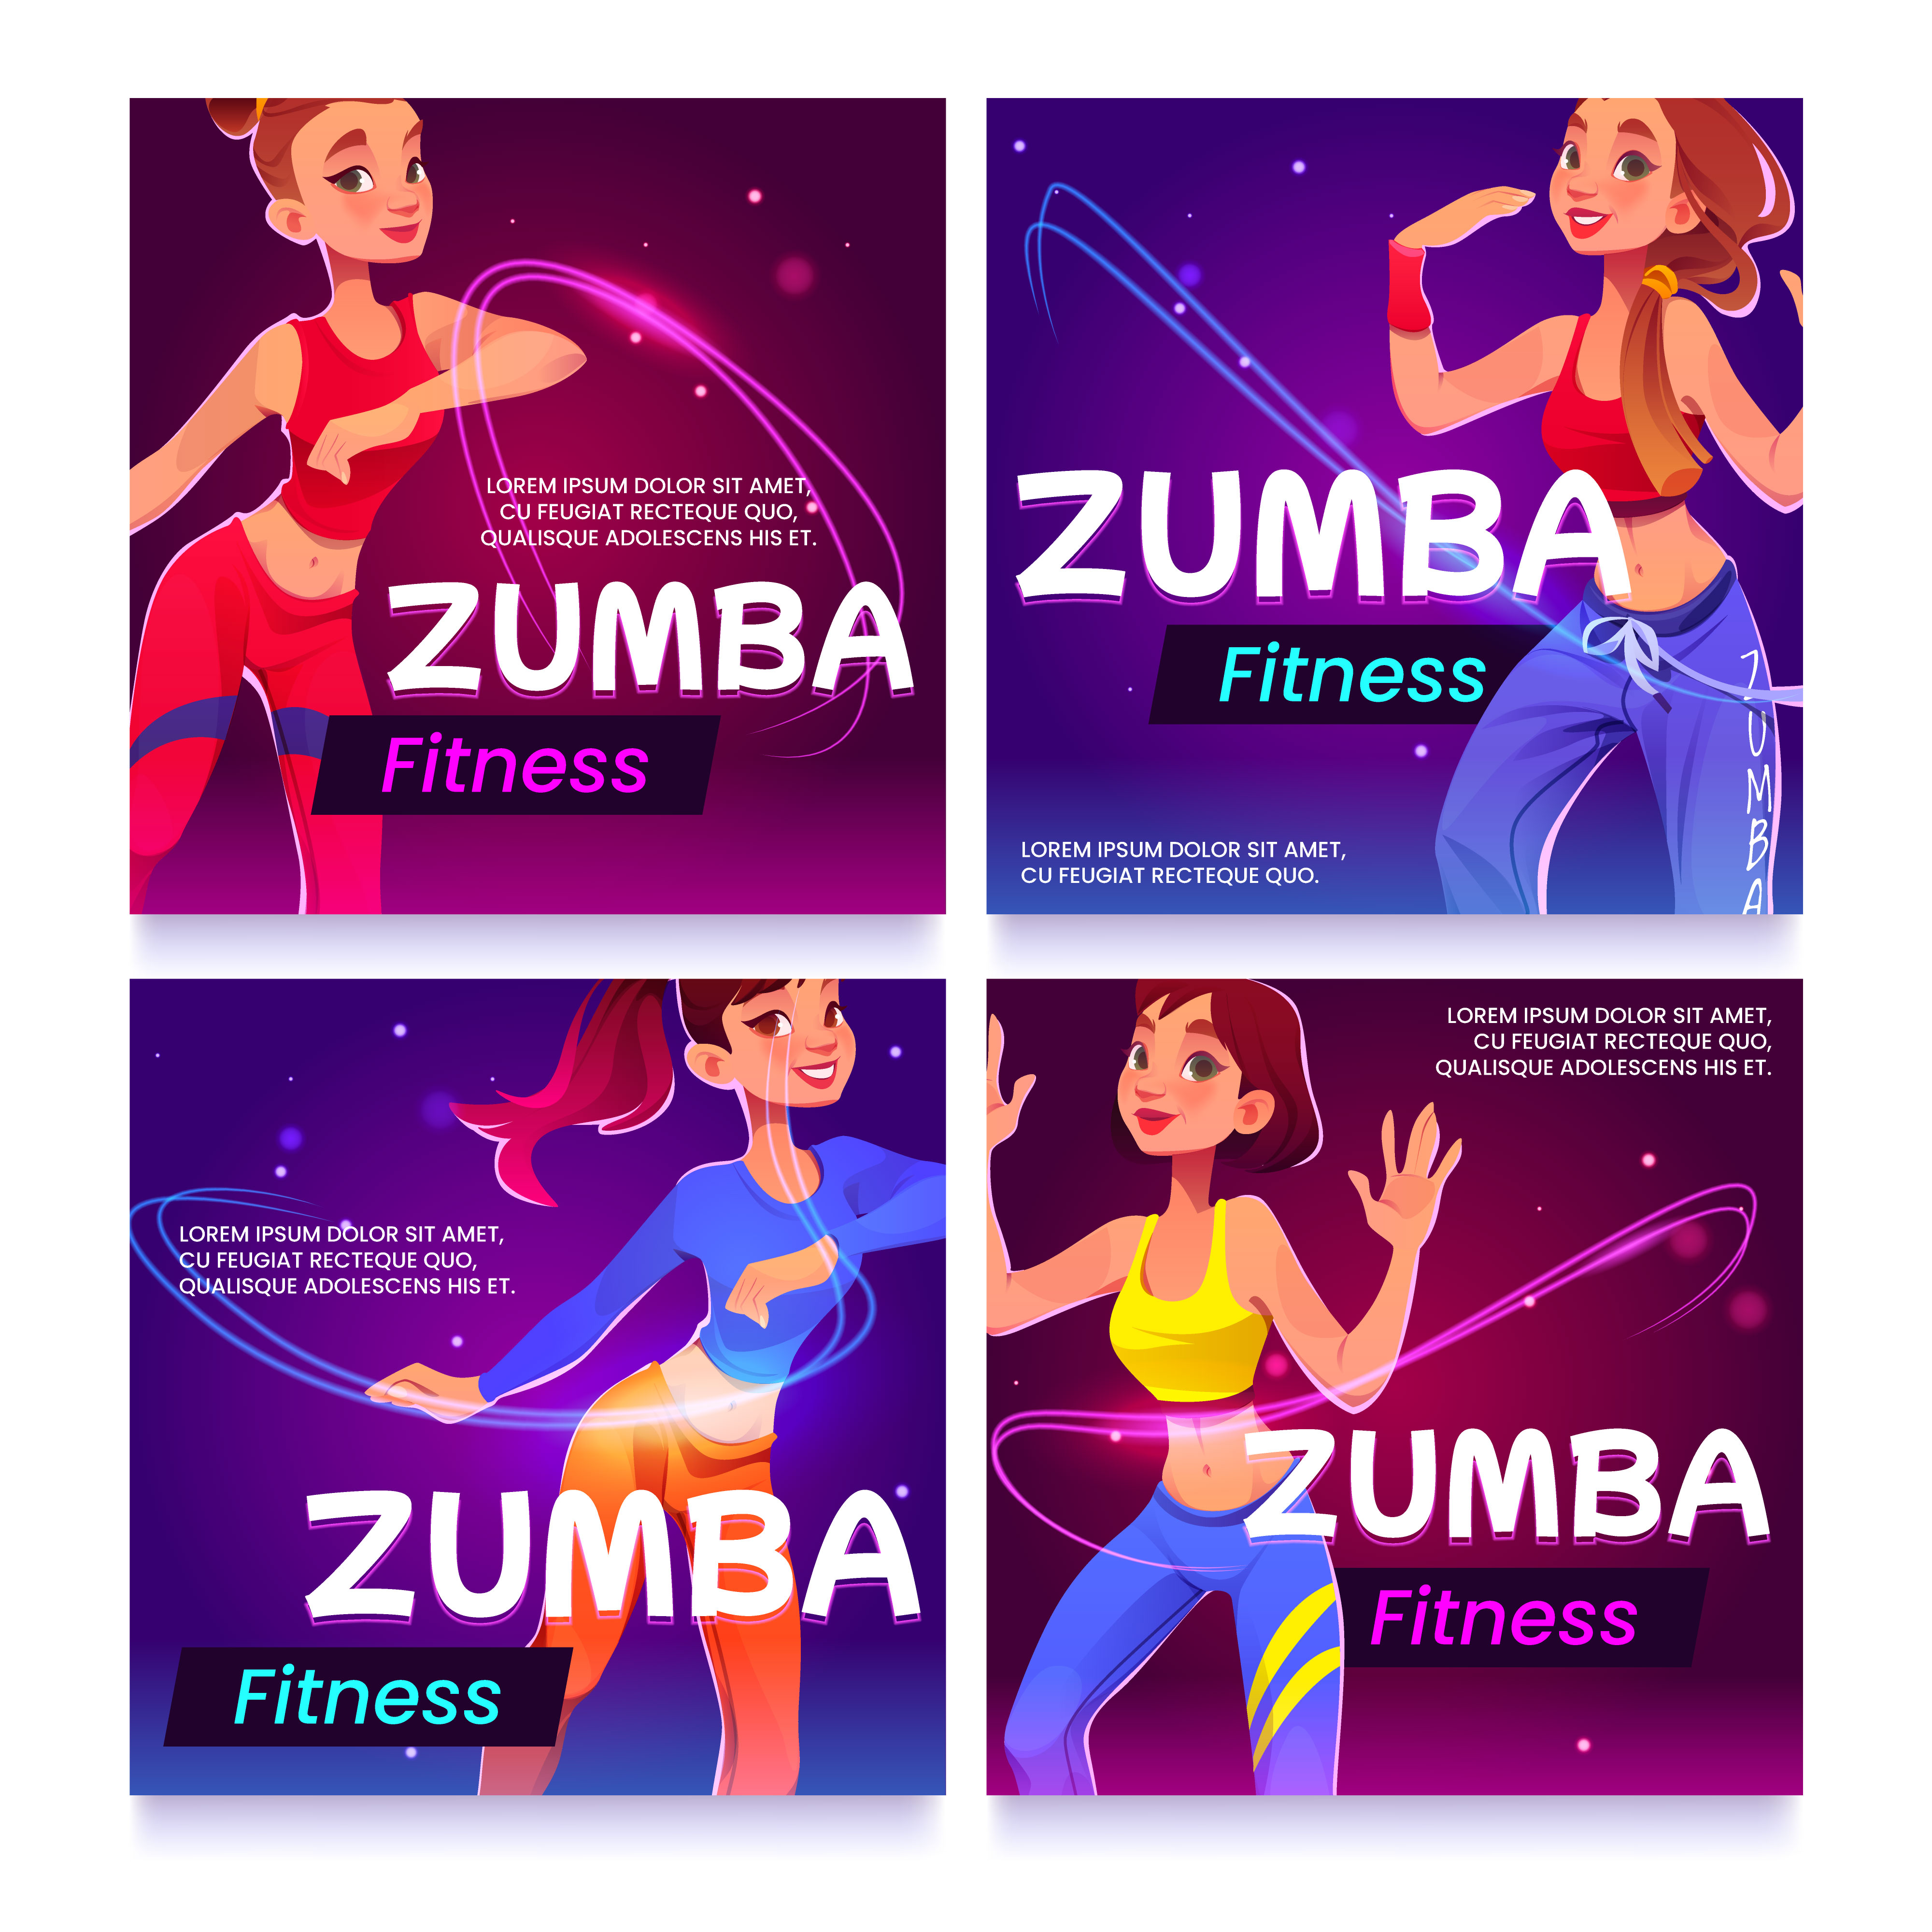 LOREM IPSUM DOLOR SIT AMET,
CU FEUGIAT RECTEQUE QUO,
QUALISQUE ADOLESCENS HIS ET.
ZUMBA
Fitness
ZUMBA
Fitness
ZUMBA
LOREM IPSUM DOLOR SIT AMET,
CU FEUGIAT RECTEQUE QUO.
LOREM IPSUM DOLOR SIT AMET,
CU FEUGIAT RECTEQUE QUO,
QUALISQUE ADOLESCENS HIS ET.
ZUMBA
Fitness
LOREM IPSUM DOLOR SIT AMET,
CU FEUGIAT RECTEQUE QUO,
QUALISQUE ADOLESCENS HIS ET.
ZUMBA
Fitness